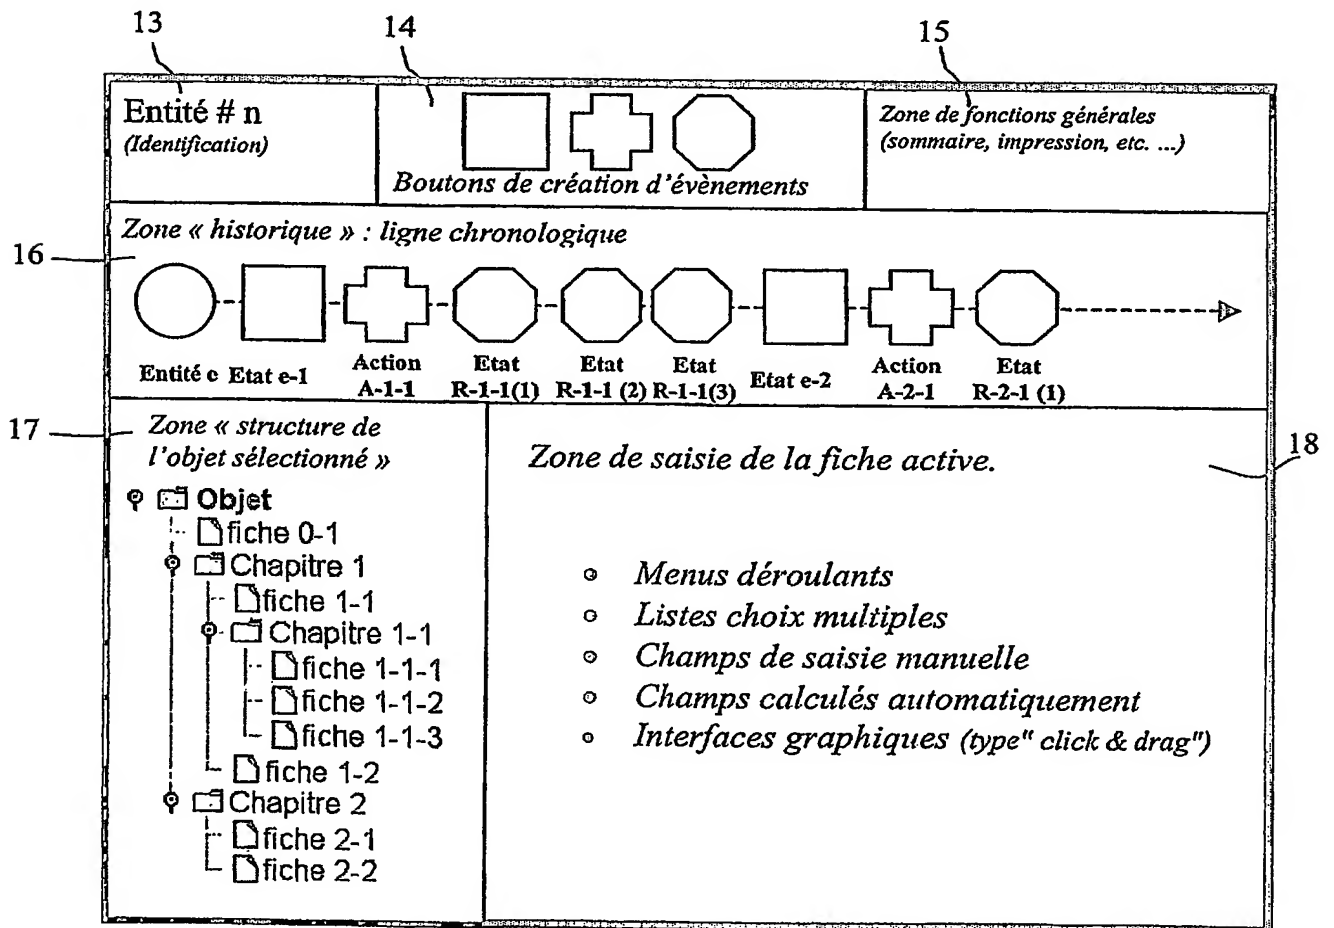 13
14
15
Entité # n
(Identification)
Boutons de création d'évènements
Zone de fonctions générales
(sommaire, impression, etc. ...)
16
Zone « historique » : ligne chronologique
Entité e
Etat e-1
Action
A-1-1
Etat
R-1-1(1)
Etat
R-1-1 (2)
Etat
R-1-1(3)
Etat e-2
Action
A-2-1
Etat
R-2-1 (1)
17
Zone « structure de
l'objet sélectionné »
Objet
fiche 0-1
Chapitre 1
fiche 1-1
Chapitre 1-1
fiche 1-1-1
fiche 1-1-2
fiche 1-1-3
fiche 1-2
Chapitre 2
fiche 2-1
fiche 2-2
18
Zone de saisie de la fiche active.
Menus déroulants
Listes choix multiples
Champs de saisie manuelle
Champs calculés automatiquement
Interfaces graphiques (type" click & drag")